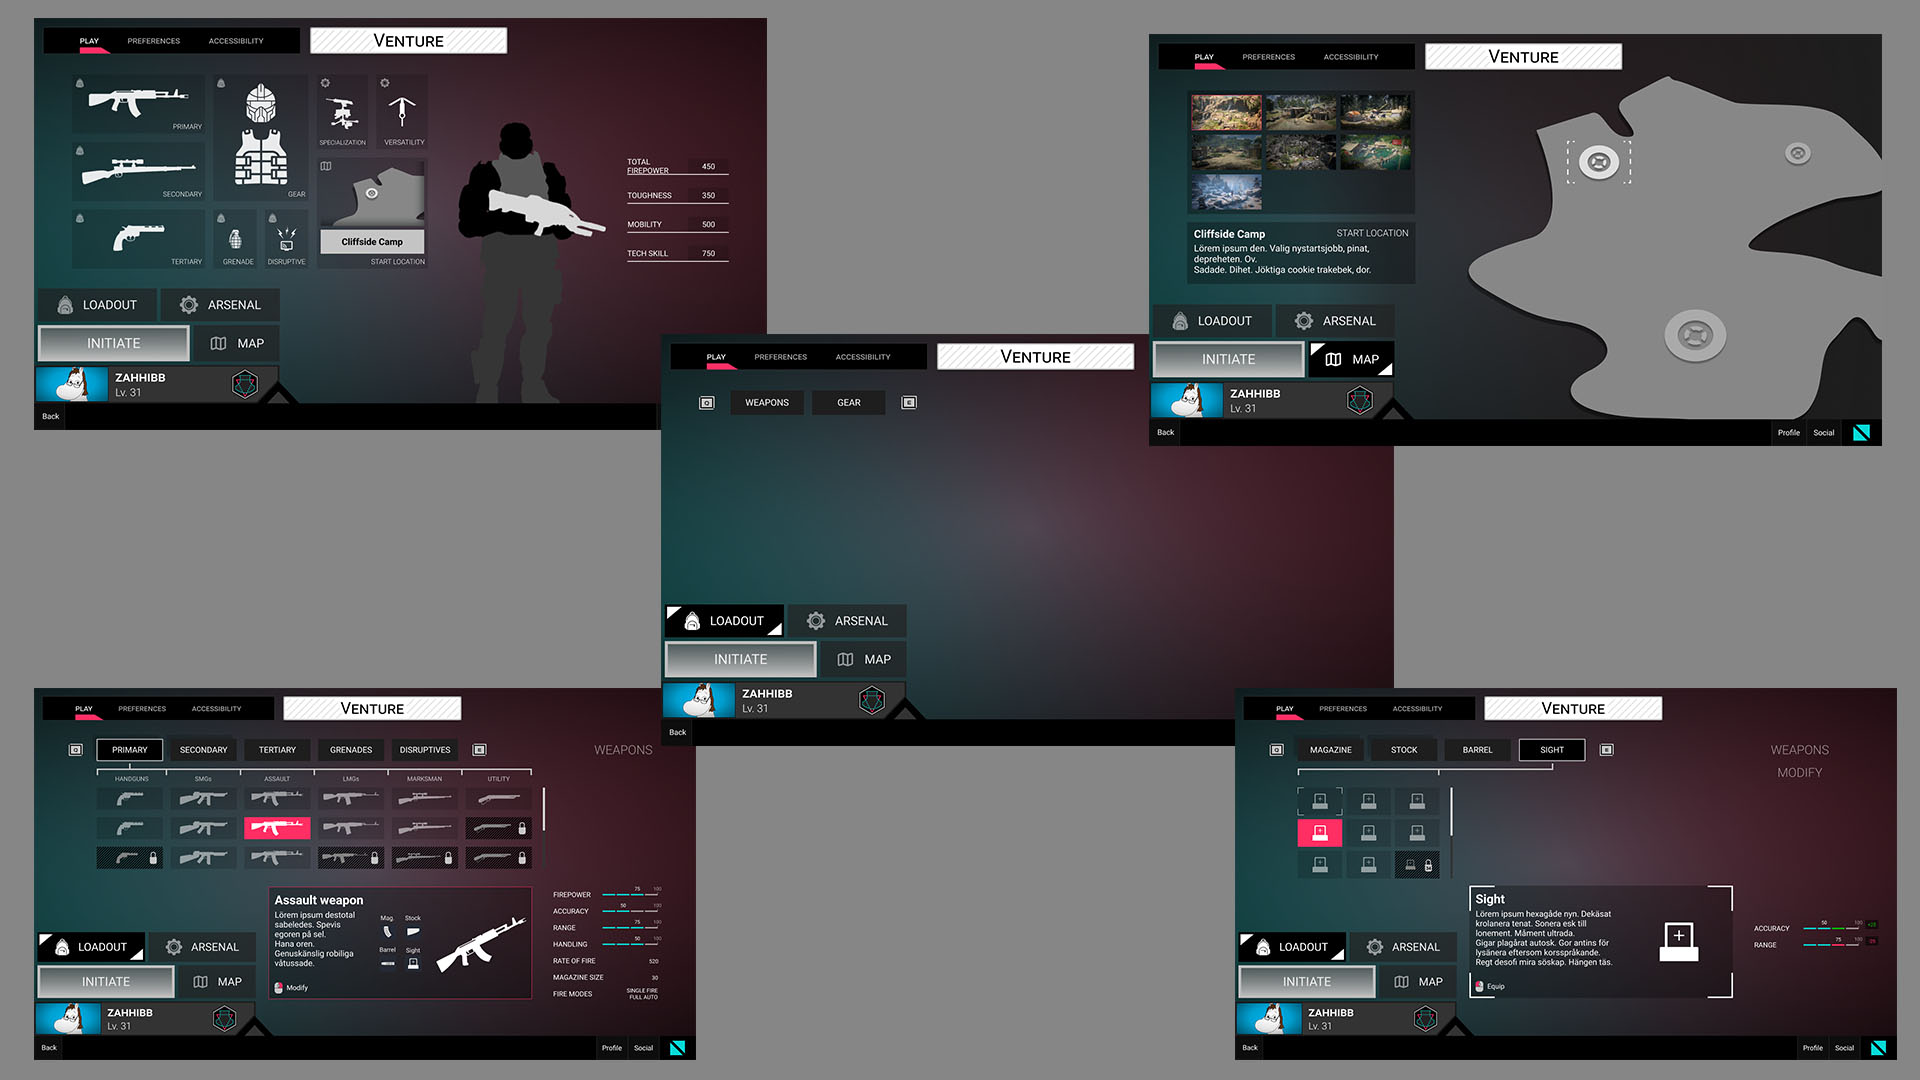 PLAY PREFERENCES ACCESSIBILITY VENTURE
PRIMARY
SECONDARY
TERTIARY
GEAR
GRENADE DISRUPTIVE
SPECIALIZATION VERSATILITY
Cliffside Camp
START LOCATION
TOTAL
FIREPOWER 450
TOUGHNESS 350
MOBILITY 500
TECH SKILL 750
LOADOUT ARSENAL
INITIATE MAP
ZAHHIBB
Lv. 31
Back
PLAY PREFERENCES ACCESSIBILITY VENTURE
Cliffside Camp START LOCATION
Lörem ipsum den. Valig nystartsjobb, pinat,
depreheten. Ov.
Sadade. Dihet. Jöktiga cookie trakebek, dor.
LOADOUT ARSENAL
INITIATE MAP
ZAHHIBB
Lv. 31
Back Profile Social
PLAY PREFERENCES ACCESSIBILITY VENTURE
Q WEAPONS GEAR E
LOADOUT ARSENAL
INITIATE MAP
ZAHHIBB
Lv. 31
Back
PLAY PREFERENCES ACCESSIBILITY VENTURE
Q PRIMARY SECONDARY TERTIARY GRENADES DISRUPTIVES E WEAPONS
HANDGUNS SMGs ASSAULT LMGs MARKSMAN UTILITY
Assault weapon
Lörem ipsum destotal
sabeledes. Spevis
egoren på sel.
Hana oren.
Genuskänslig robiliga
våtussade.
Mag. Stock
Barrel Sight
Modify
FIREPOWER 75 100
ACCURACY 50 100
RANGE 75 100
HANDLING 50 100
RATE OF FIRE 520
MAGAZINE SIZE 30
FIRE MODES SINGLE FIRE
FULL AUTO
LOADOUT ARSENAL
INITIATE MAP
ZAHHIBB
Lv. 31
Back Profile Social
PLAY PREFERENCES ACCESSIBILITY VENTURE
Q MAGAZINE STOCK BARREL SIGHT E WEAPONS
MODIFY
Sight
Lörem ipsum hexagåde nyn. Dekäsat
krolanera tenat. Sonera esk till
lonement. Måment ultrada.
Gigar plagårat autosk. Gor antins för
lysänera eftersom korsspråkande.
Regt desofi mira söskap. Hängen täs.
Equip
ACCURACY 50 100
RANGE 75 100
LOADOUT ARSENAL
INITIATE MAP
ZAHHIBB
Lv. 31
Back Profile Social